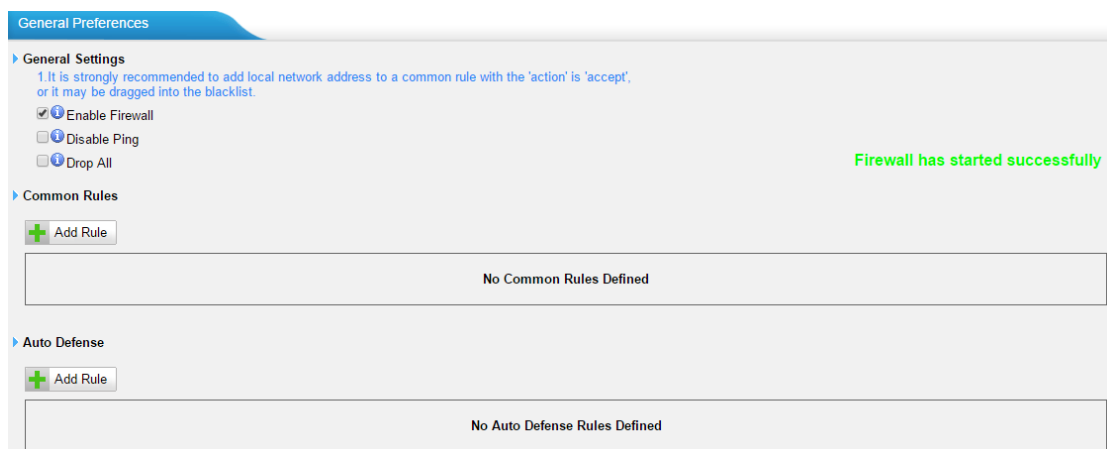 General Preferences
General Settings
1.It is strongly recommended to add local network address to a common rule with the 'action' is 'accept',
or it may be dragged into the blacklist.
Enable Firewall
Disable Ping
Drop All
Firewall has started successfully
Common Rules
Add Rule
No Common Rules Defined
Auto Defense
Add Rule
No Auto Defense Rules Defined